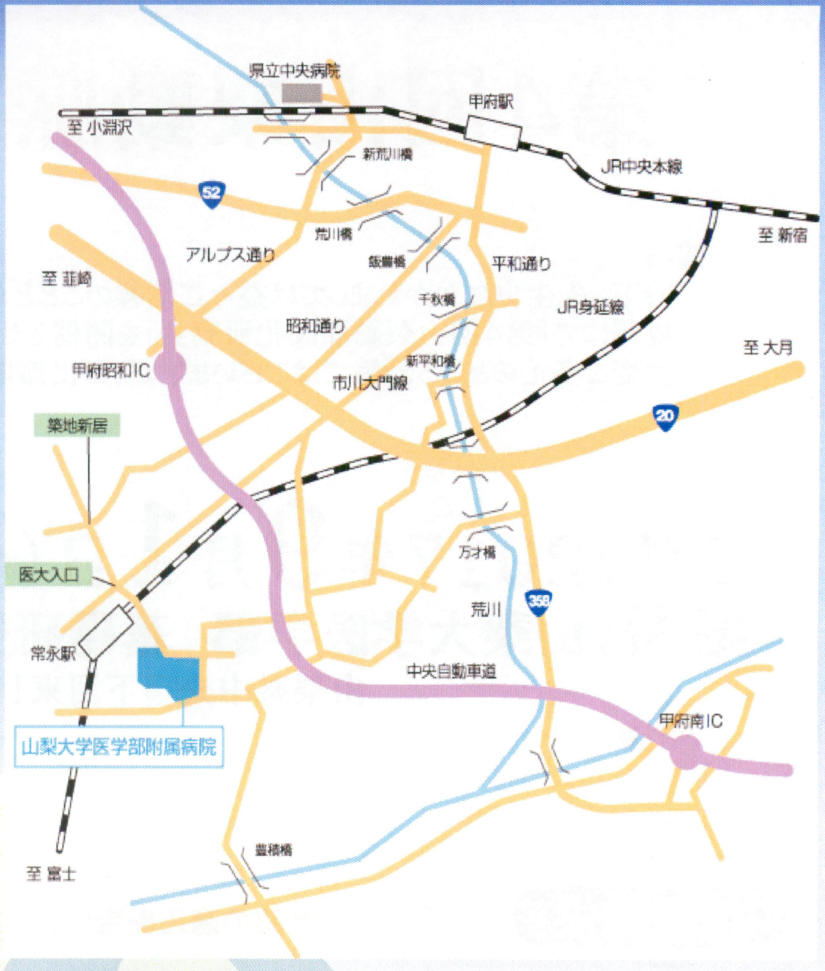 県立中央病院
甲府駅
至 小淵沢
新荒川橋
JR中央本線
52
荒川橋
至 新宿
アルプス通り
飯豊橋
平和通り
至 韮崎
千秋橋
JR身延線
昭和通り
至 大月
甲府昭和IC
新平和橋
市川大門線
20
築地新居
万才橋
医大入口
358
荒川
常永駅
中央自動車道
甲府南IC
山梨大学医学部附属病院
豊積橋
至 富士